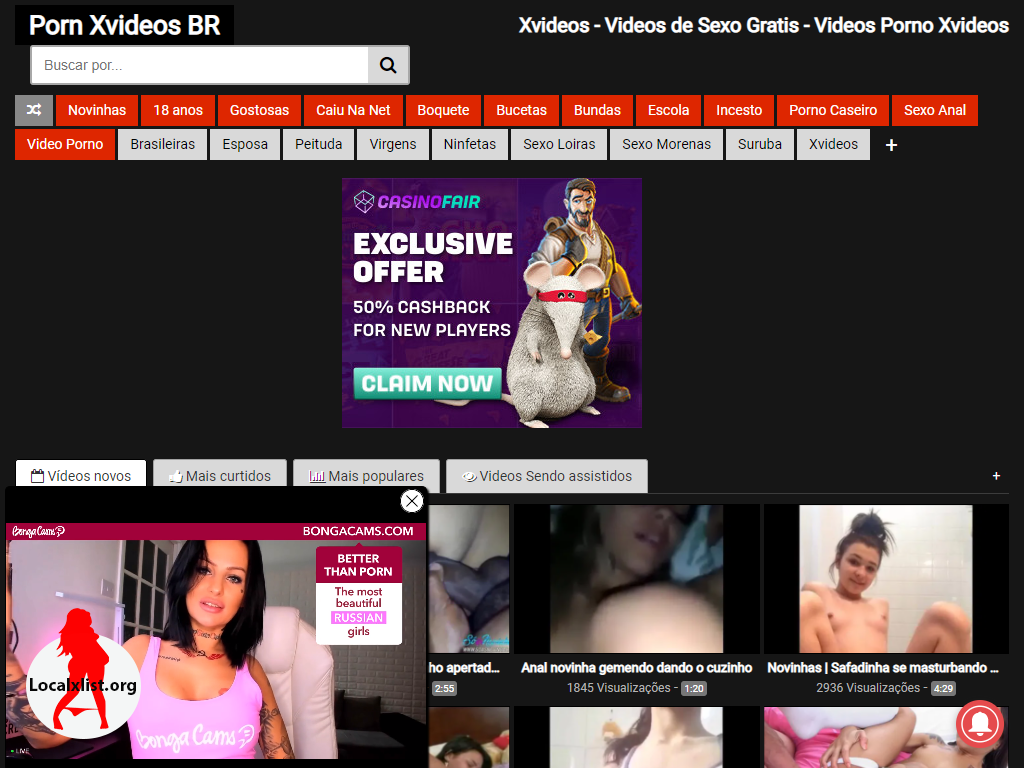 Porn Xvideos BR
Xvideos - Videos de Sexo Gratis - Videos Porno Xvideos
Buscar por...
Novinhas 18 anos Gostosas Caiu Na Net Boquete Bucetas Bundas Escola Incesto Porno Caseiro Sexo Anal
Video Porno Brasileiras Esposa Peituda Virgens Ninfetas Sexo Loiras Sexo Morenas Suruba Xvideos +
CASINOFAIR
EXCLUSIVE
OFFER
50% CASHBACK
FOR NEW PLAYERS
CLAIM NOW
Vídeos novos Mais curtidos Mais populares Videos Sendo assistidos +
BongaCams
BONGACAMS.COM
BETTER
THAN PORN
The most
beautiful
RUSSIAN
girls
Localxlist.org
BongaCams
LIVE
ho apertad...
2:55
Anal novinha gemendo dando o cuzinho
1845 Visualizações - 1:20
Novinhas | Safadinha se masturbando ...
2936 Visualizações - 4:29